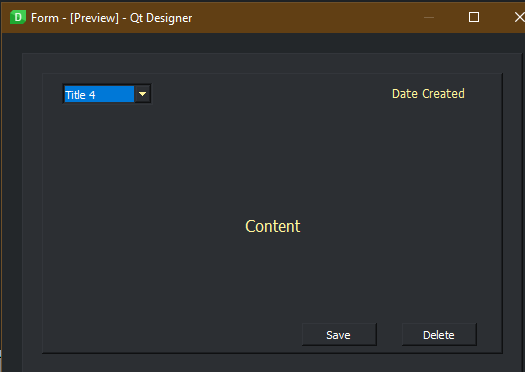 D Form - [Preview] - Qt Designer
Title 4
Date Created
Content
Save
Delete